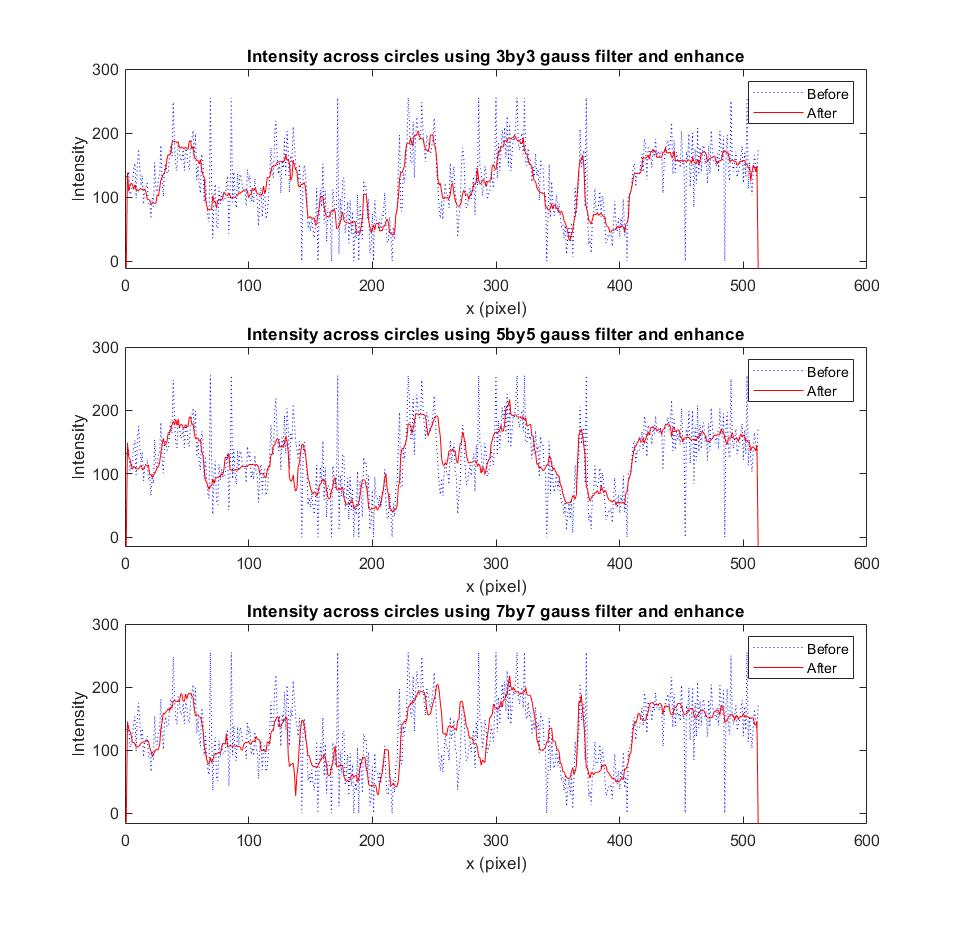 Intensity across circles using 3by3 gauss filter and enhance
300
200
100
0
Intensity
Before
After
0 100 200 300 400 500 600
x (pixel)
Intensity across circles using 5by5 gauss filter and enhance
300
200
100
0
Intensity
Before
After
0 100 200 300 400 500 600
x (pixel)
Intensity across circles using 7by7 gauss filter and enhance
300
200
100
0
Intensity
Before
After
0 100 200 300 400 500 600
x (pixel)